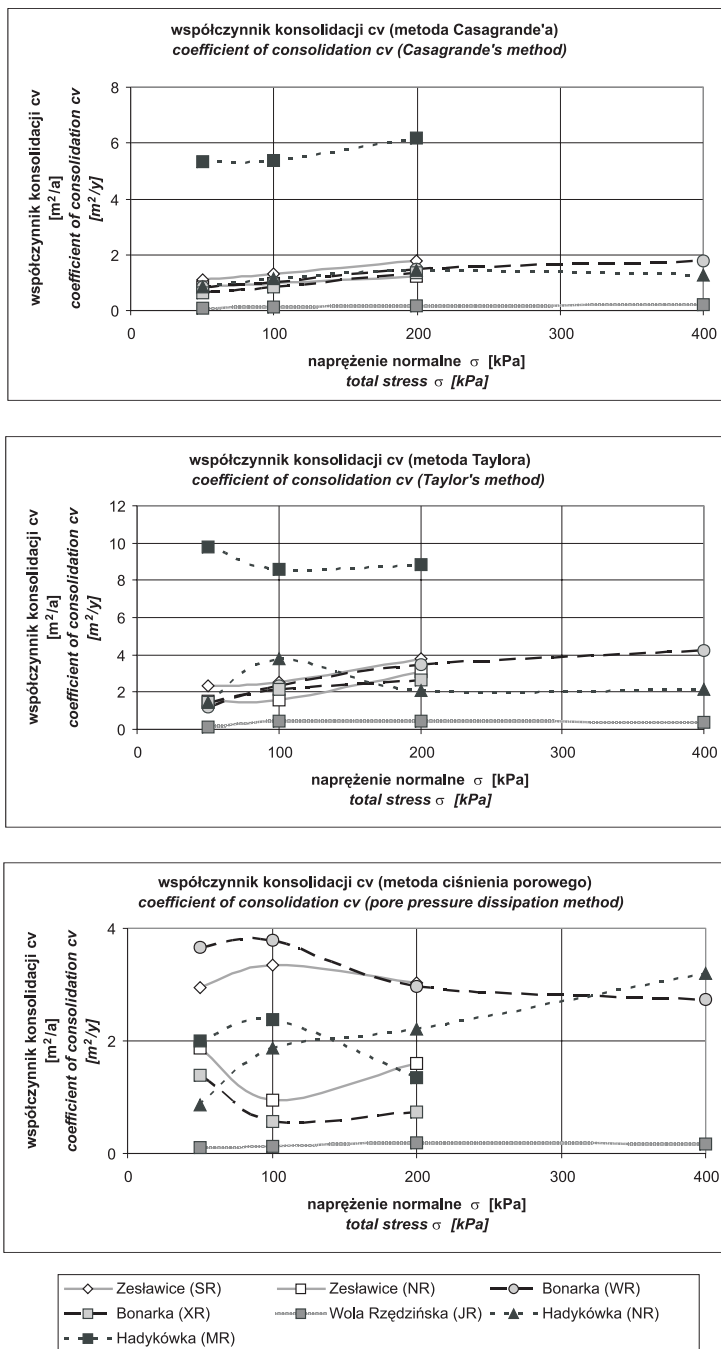 współczynnik konsolidacji cv (metoda Casagrande'a)
coefficient of consolidation cv (Casagrande's method)
współczynnik konsolidacji cv
[m²/a]
coefficient of consolidation cv
[m²/y]
8
6
4
2
0
0
100
200
300
400
naprężenie normalne σ [kPa]
total stress σ [kPa]
współczynnik konsolidacji cv (metoda Taylora)
coefficient of consolidation cv (Taylor's method)
współczynnik konsolidacji cv
[m²/a]
coefficient of consolidation cv
[m²/y]
12
10
8
6
4
2
0
0
100
200
300
400
naprężenie normalne σ [kPa]
total stress σ [kPa]
współczynnik konsolidacji cv (metoda ciśnienia porowego)
coefficient of consolidation cv (pore pressure dissipation method)
współczynnik konsolidacji cv
[m²/a]
coefficient of consolidation cv
[m²/y]
4
2
0
0
100
200
300
400
naprężenie normalne σ [kPa]
total stress σ [kPa]
Zesławice (SR)
Zesławice (NR)
Bonarka (WR)
Bonarka (XR)
Wola Rzędzińska (JR)
Hadykówka (NR)
Hadykówka (MR)